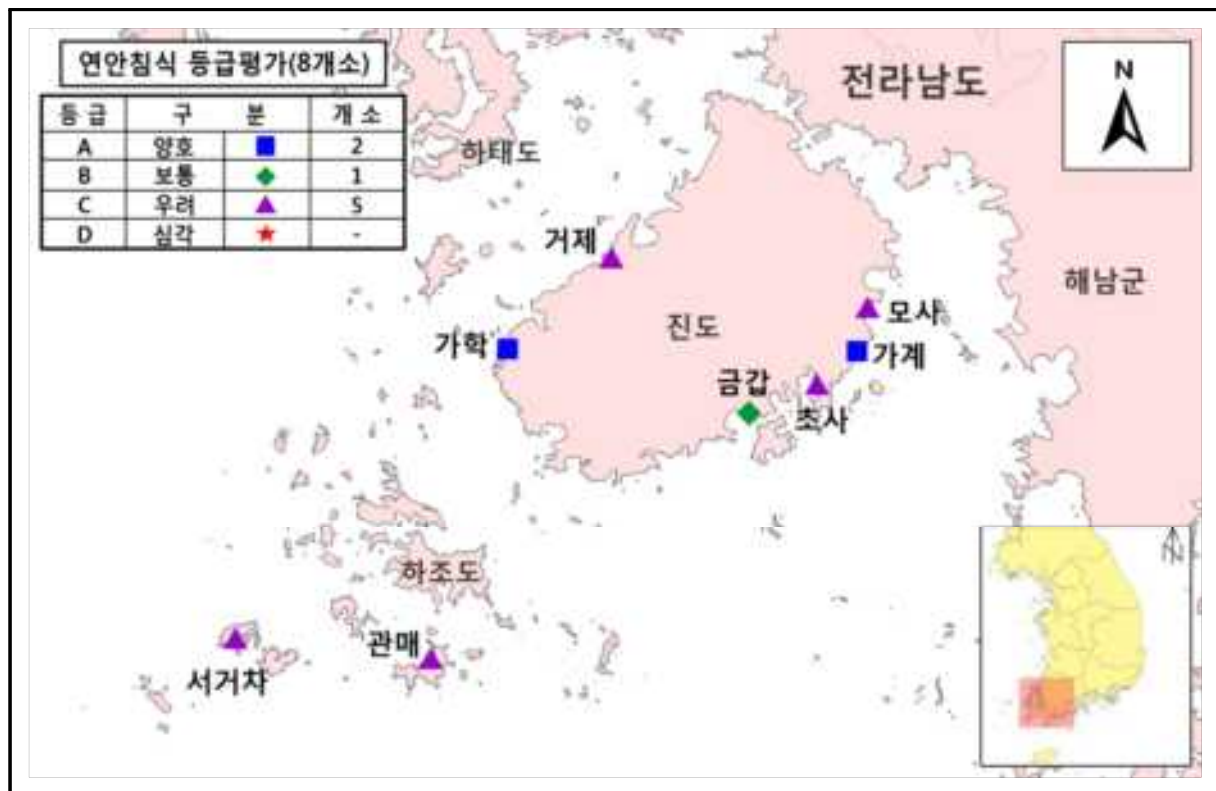 연안침식 등급평가(8개소)
등급 구분 개소
A 양호 2
B 보통 1
C 우려 5
D 심각 -
전라남도
N
하태도
거제
해남군
모사
진도
가학
가계
금갑
초사
하조도
관매
서거차
N